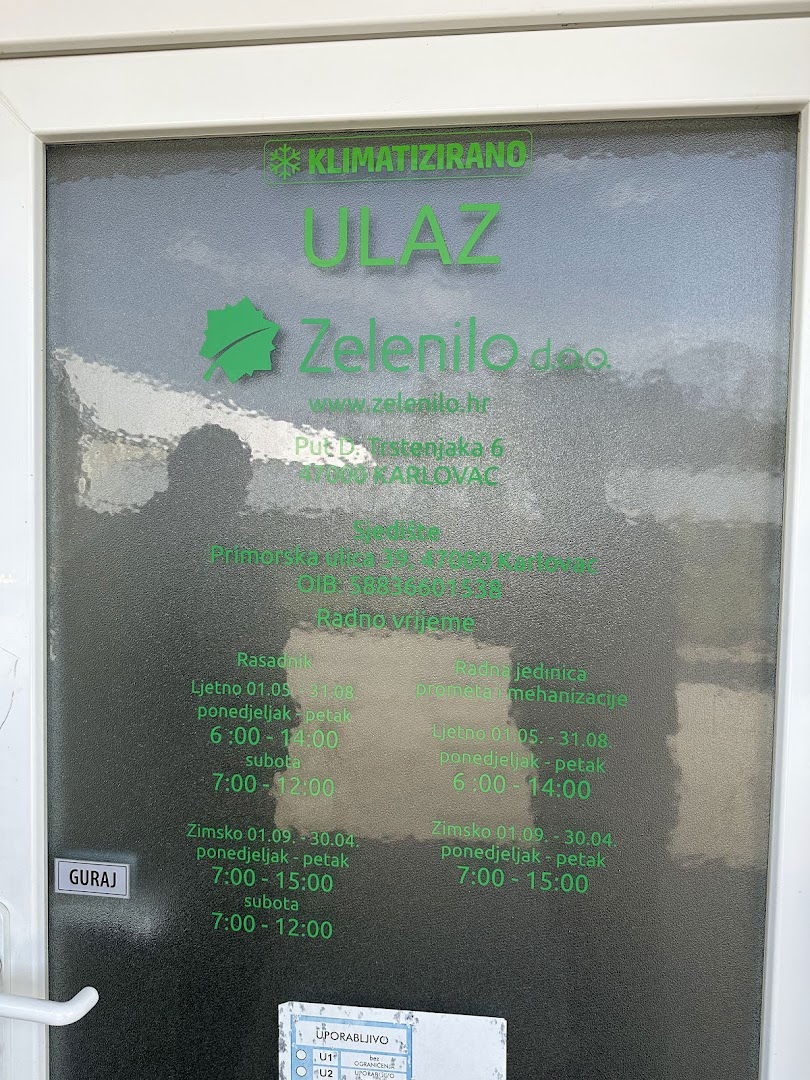 KLIMATIZIRANO
ULAZ
Zelenilo d.o.o.
www.zelenilo.hr
Put D. Trstenjaka 6
47000 KARLOVAC
Sjedište
Primorska ulica 39, 47000 Karlovac
OIB: 58836601538
Radno vrijeme
Rasadnik
Ljetno 01.05. - 31.08.
ponedjeljak - petak
6 :00 - 14:00
subota
7:00 - 12:00
Zimsko 01.09. - 30.04.
ponedjeljak - petak
7:00 - 15:00
subota
7:00 - 12:00
Radna jedinica
prometa i mehanizacije
Ljetno 01.05. - 31.08.
ponedjeljak - petak
6 :00 - 14:00
Zimsko 01.09. - 30.04.
ponedjeljak - petak
7:00 - 15:00
GURAJ
UPORABLJIVO
U1 bez
OGRANIČENJA
U2 UPORABLJIVO